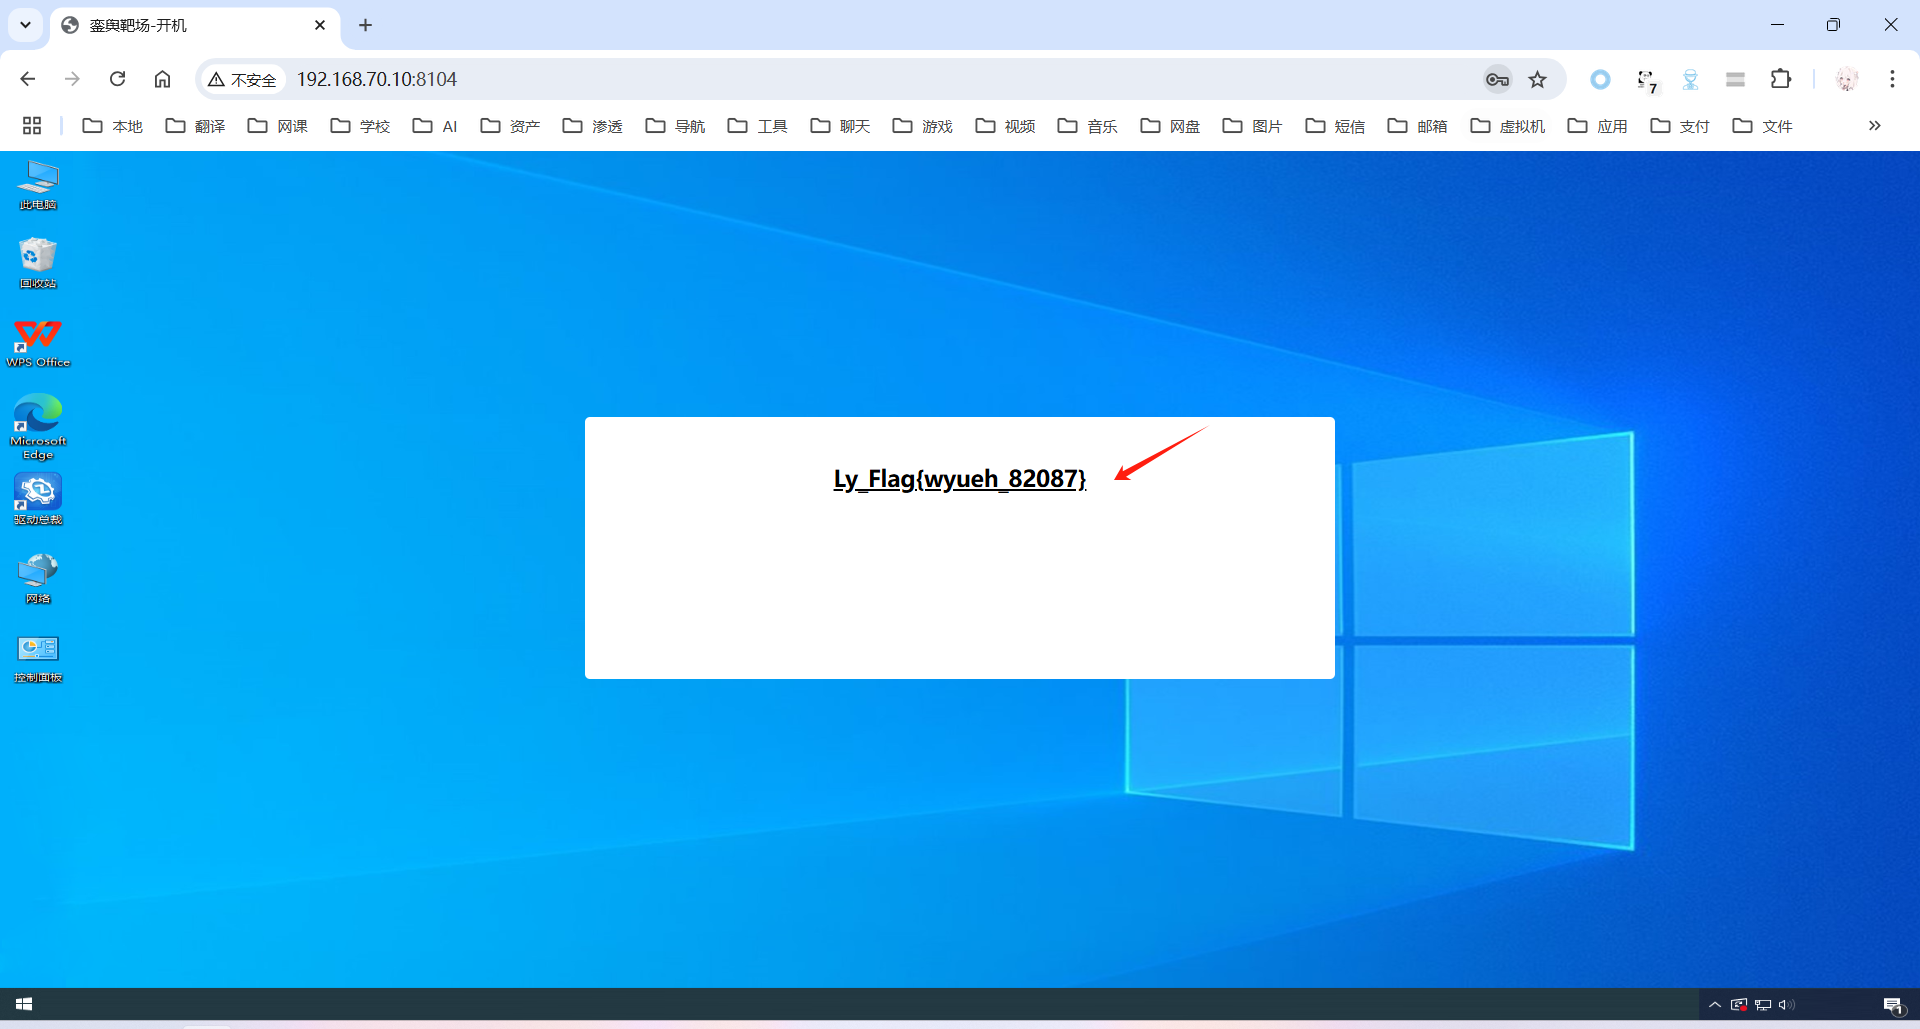 銮舆靶场-开机
不安全
192.168.70.10:8104
7
本地
翻译
网课
学校
AI
资产
渗透
导航
工具
聊天
游戏
视频
音乐
网盘
图片
短信
邮箱
虚拟机
应用
支付
文件
此电脑
回收站
WPS Office
Microsoft
Edge
驱动总裁
网络
控制面板
Ly_Flag{wyueh_82087}
1